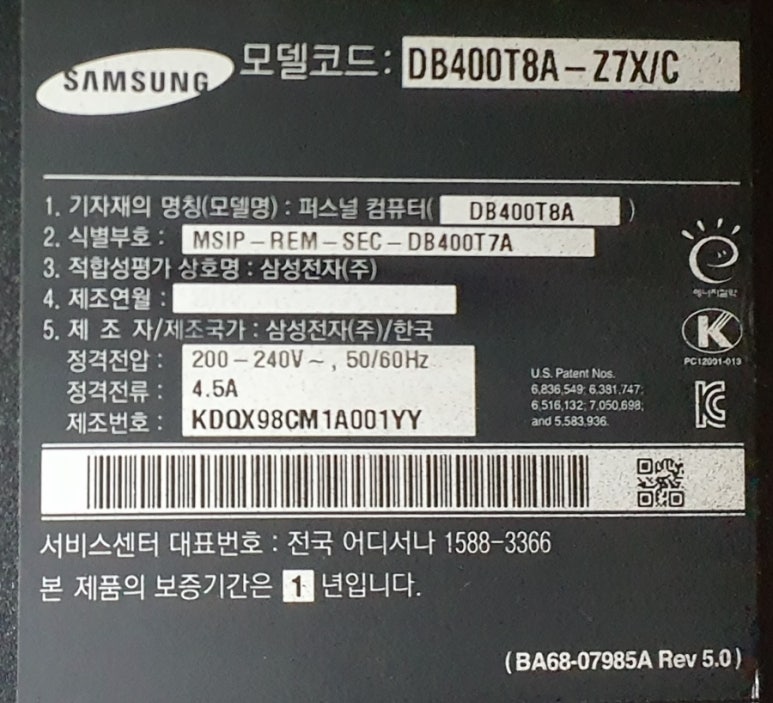 SAMSUNG 모델코드: DB400T8A-Z7X/C
1. 기자재의 명칭(모델명) : 퍼스널 컴퓨터( DB400T8A )
2. 식별부호 : MSIP-REM-SEC-DB400T7A
3. 적합성평가 상호명 : 삼성전자(주)
4. 제조연월 :
5. 제 조 자/제조국가 : 삼성전자(주)/한국
정격전압 : 200-240V~, 50/60Hz
정격전류 : 4.5A
제조번호 : KDQX98CM1A001YY
에너지절약
K
PC12001-013
U.S. Patent Nos.
6,836,549; 6,381,747;
6,516,132; 7,050,698;
and 5,583,936.
서비스센터 대표번호 : 전국 어디서나 1588-3366
본 제품의 보증기간은 1 년입니다.
(BA68-07985A Rev 5.0)